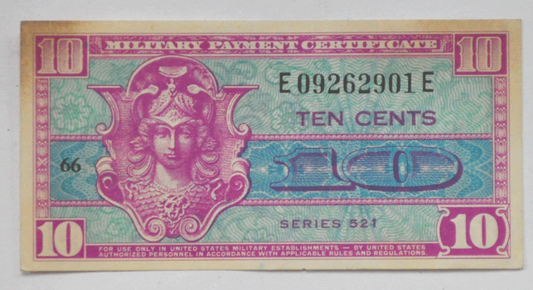 10 MILITARY PAYMENT CERTIFICATE 10
E09262901E
TEN CENTS
66
10
SERIES 521
10 10
FOR USE ONLY IN UNITED STATES MILITARY ESTABLISHMENTS — BY UNITED STATES
AUTHORIZED PERSONNEL IN ACCORDANCE WITH APPLICABLE RULES AND REGULATIONS.